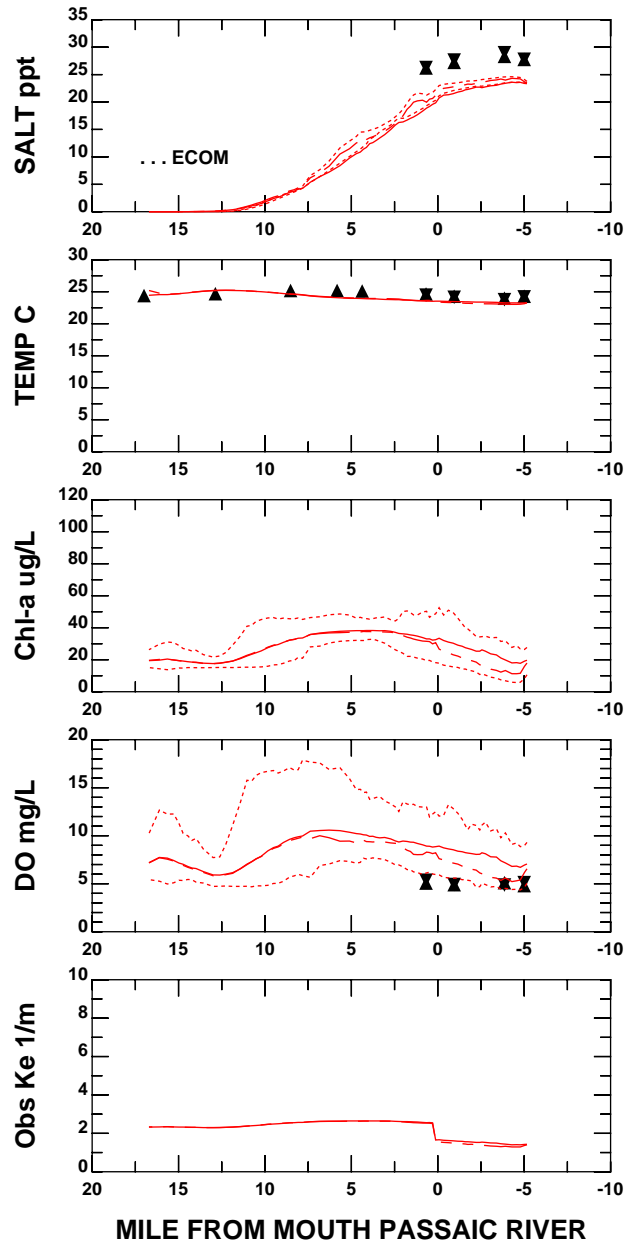 SALT ppt
35
30
25
20
15
10
5
0
. . . ECOM
20 15 10 5 0 -5 -10
TEMP C
30
25
20
15
10
5
0
20 15 10 5 0 -5 -10
Chl-a ug/L
120
100
80
60
40
20
0
20 15 10 5 0 -5 -10
DO mg/L
20
15
10
5
0
20 15 10 5 0 -5 -10
Obs Ke 1/m
10
8
6
4
2
0
20 15 10 5 0 -5 -10
MILE FROM MOUTH PASSAIC RIVER